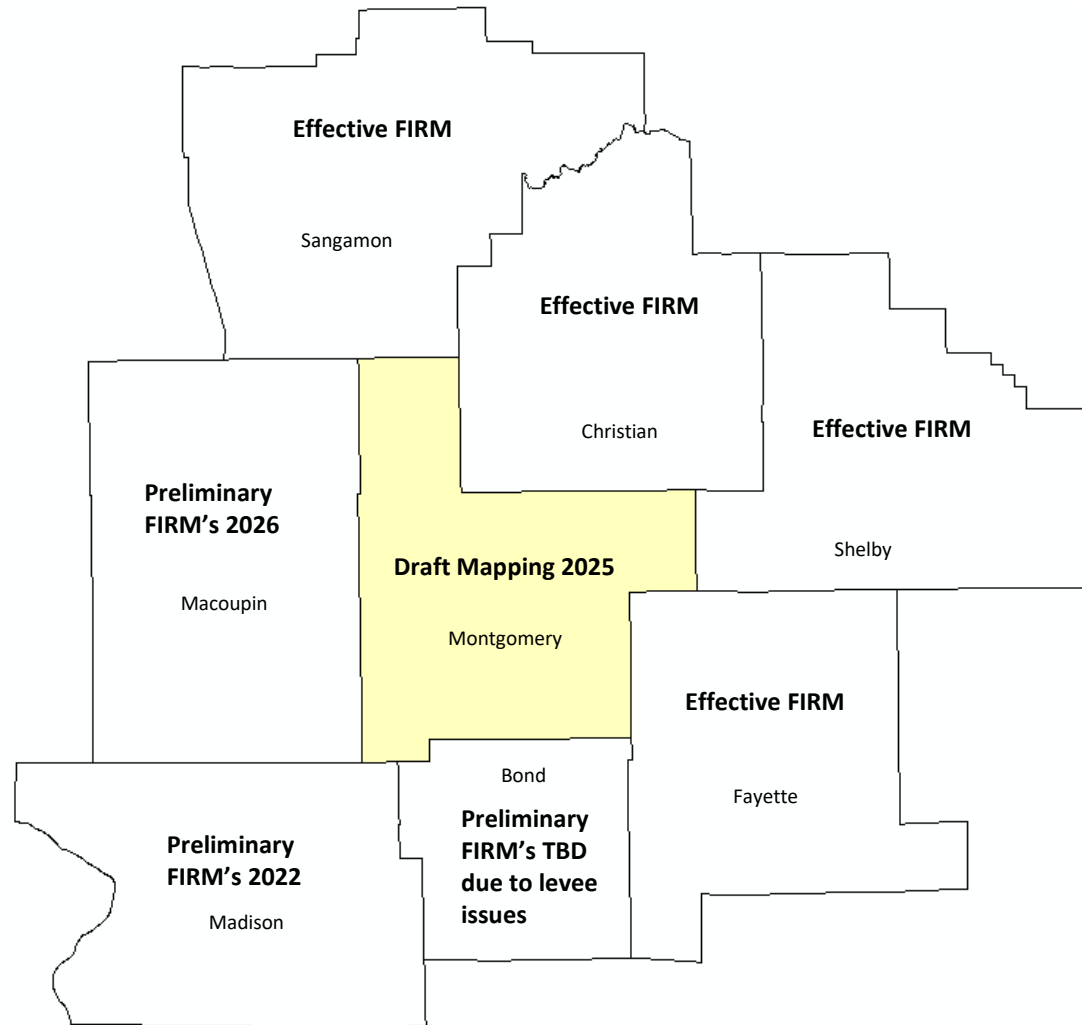 Effective FIRM
Sangamon
Effective FIRM
Christian
Effective FIRM
Shelby
Preliminary
FIRM's 2026
Macoupin
Draft Mapping 2025
Montgomery
Effective FIRM
Fayette
Bond
Preliminary
FIRM's TBD
due to levee
issues
Preliminary
FIRM's 2022
Madison